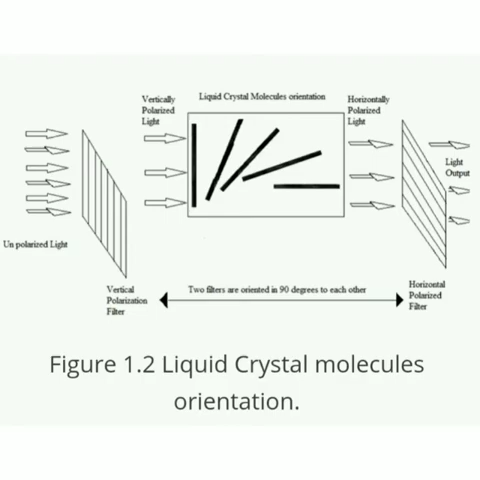 Vertically
Polarized
Light
Liquid Crystal Molecules orientation
Horizontally
Polarized
Light
Light
Output
Un polarized Light
Vertical
Polarization
Filter
Two filters are oriented in 90 degrees to each other
Horizontal
Polarized
Filter
Figure 1.2 Liquid Crystal molecules
orientation.